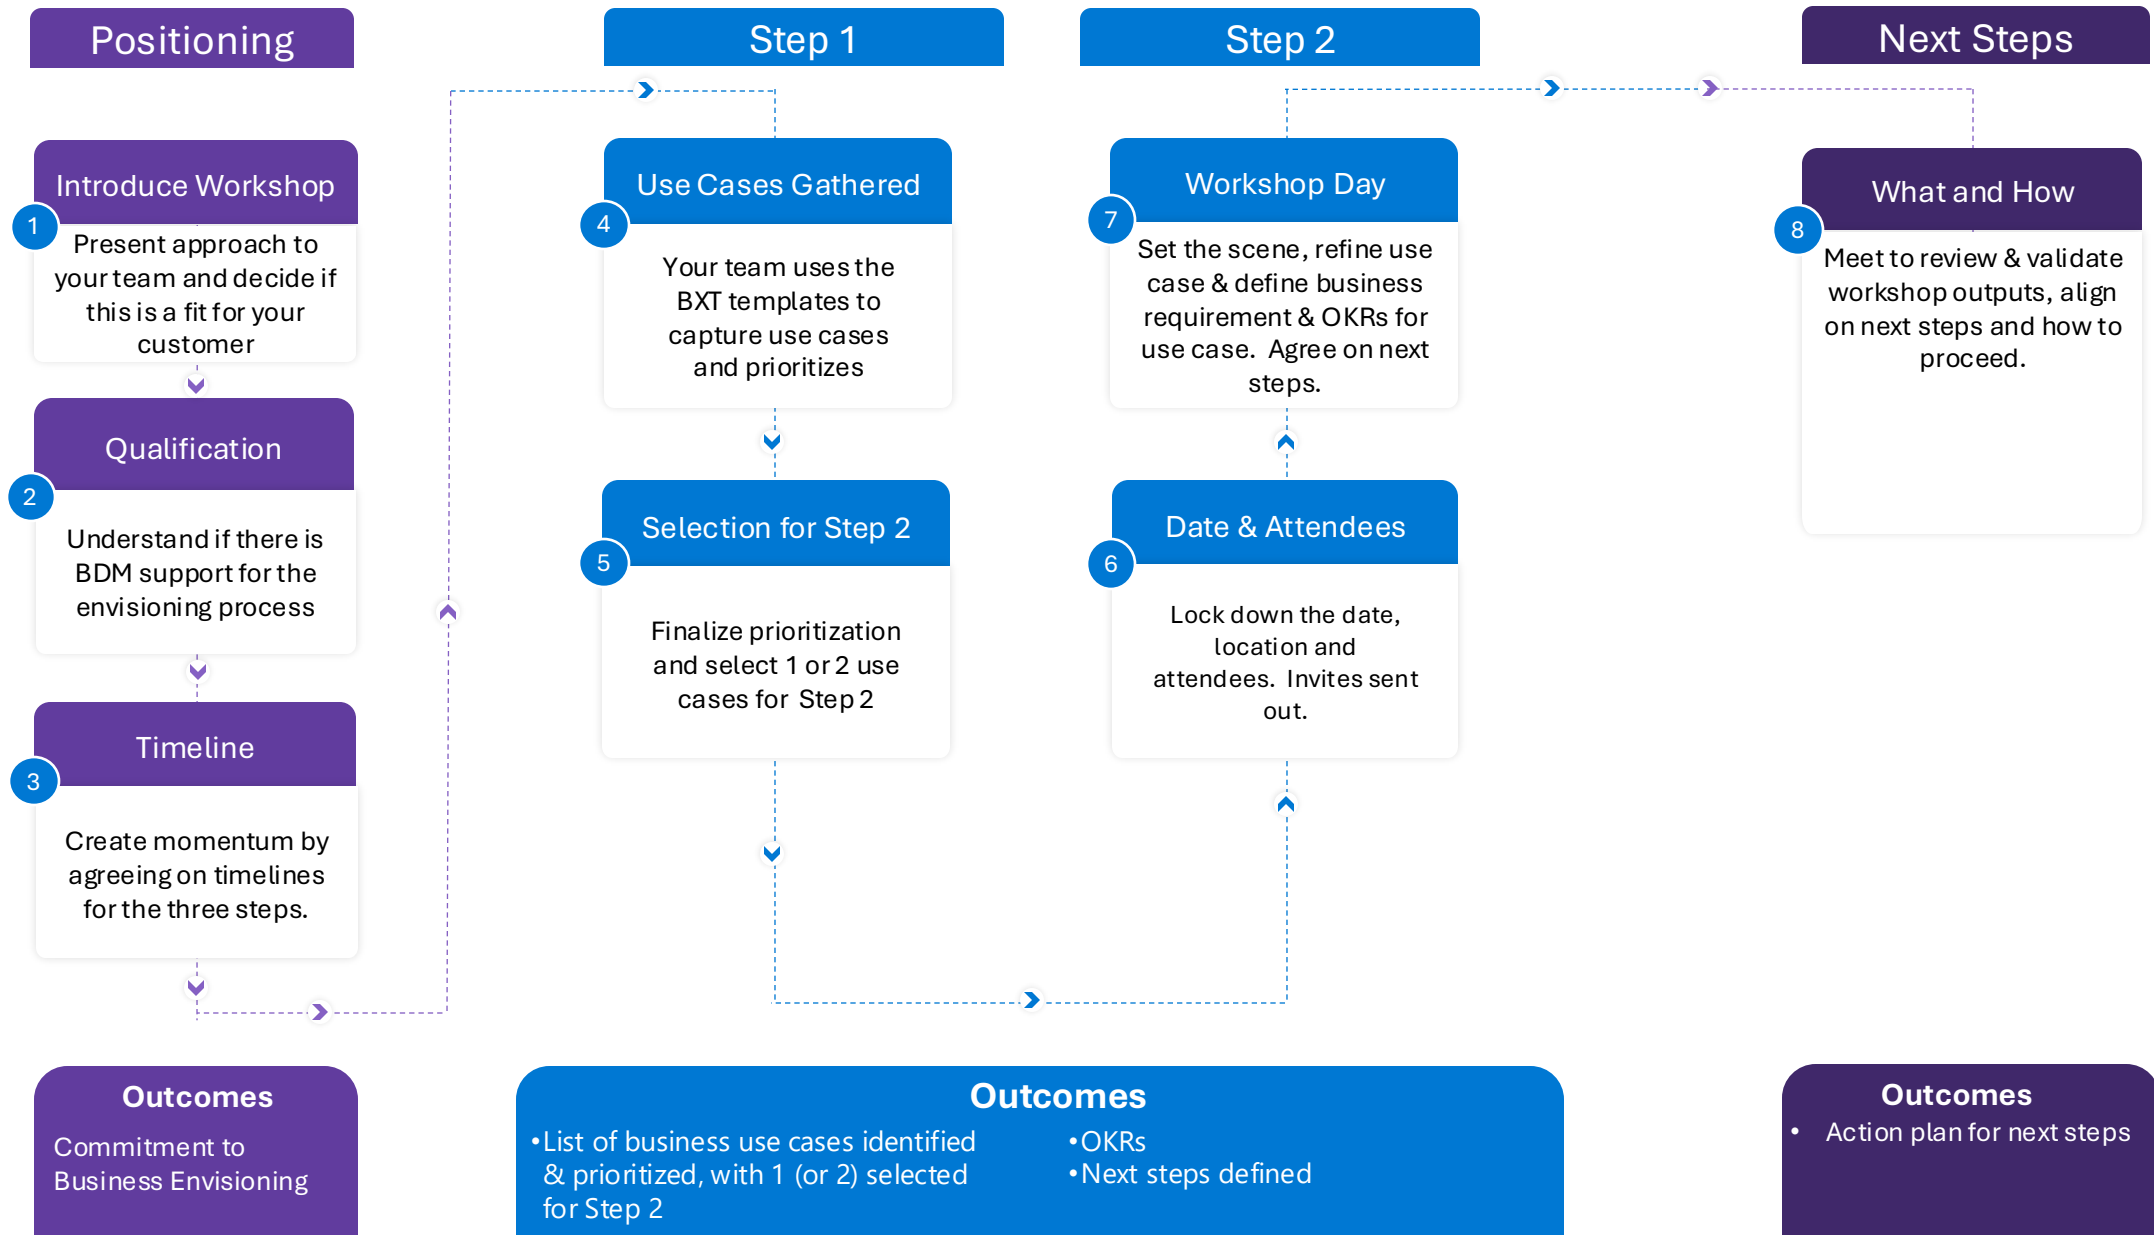 Positioning
Step 1
Step 2
Next Steps
Introduce Workshop
1
Present approach to
your team and decide if
this is a fit for your
customer
Qualification
2
Understand if there is
BDM support for the
envisioning process
Timeline
3
Create momentum by
agreeing on timelines
for the three steps.
Use Cases Gathered
4
Your team uses the
BXT templates to
capture use cases
and prioritizes
Selection for Step 2
5
Finalize prioritization
and select 1 or 2 use
cases for Step 2
Workshop Day
7
Set the scene, refine use
case & define business
requirement & OKRs for
use case. Agree on next
steps.
Date & Attendees
6
Lock down the date,
location and
attendees. Invites sent
out.
What and How
8
Meet to review & validate
workshop outputs, align
on next steps and how to
proceed.
Outcomes
Commitment to
Business Envisioning
Outcomes
•List of business use cases identified
& prioritized, with 1 (or 2) selected
for Step 2
•OKRs
•Next steps defined
Outcomes
• Action plan for next steps